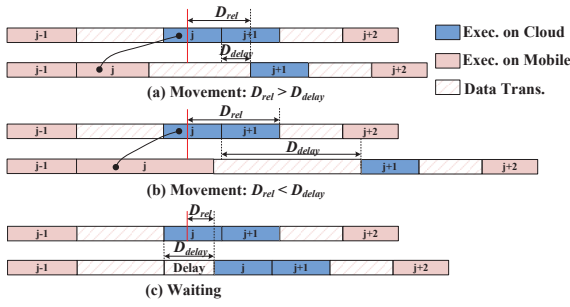 D_rel
j-1 j j+1 j+2
Exec. on Cloud
D_delay
j-1 j j+1 j+2
Exec. on Mobile
(a) Movement: D_rel > D_delay
Data Trans.
D_rel
j-1 j j+1 j+2
D_delay
j-1 j j+1 j+2
(b) Movement: D_rel < D_delay
D_rel
j-1 j j+1 j+2
D_delay
j-1 Delay j j+1 j+2
(c) Waiting